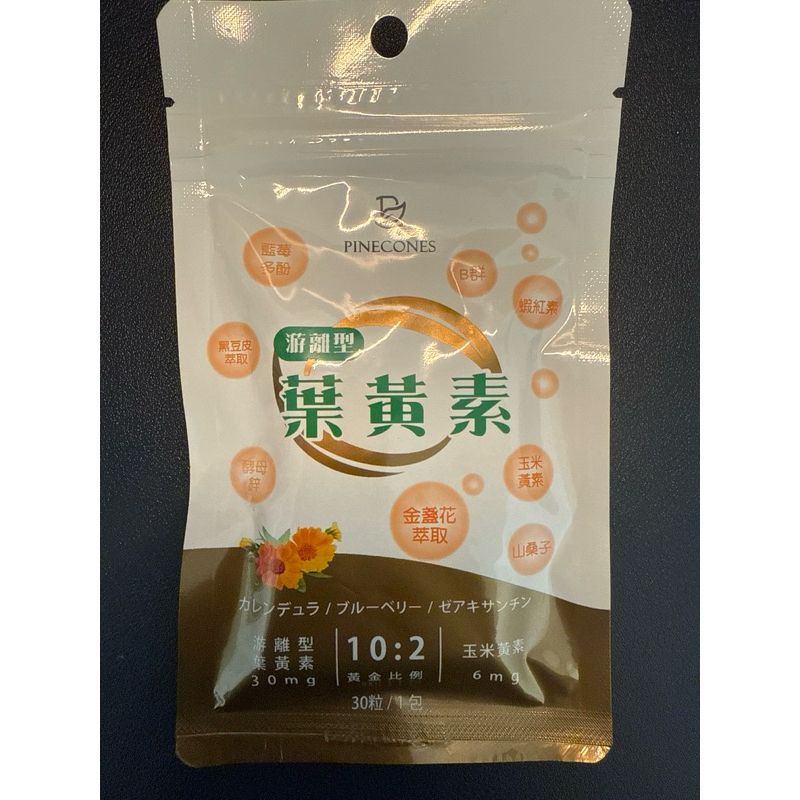 PINECONES
藍莓
多酚
B群
蝦紅素
黑豆皮
萃取
游離型
葉黃素
酵母
鋅
玉米
黃素
金盞花
萃取
山桑子
カレンデュラ / ブルーベリー / ゼアキサンチン
游離型
葉黃素
30mg
10:2
黃金比例
玉米黃素
6mg
30粒 / 1包